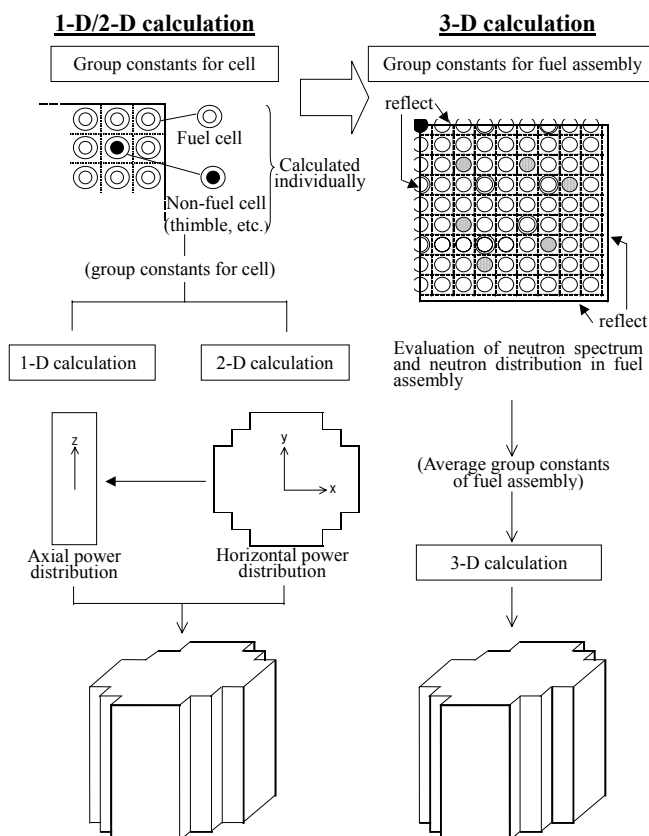 1-D/2-D calculation
Group constants for cell
Fuel cell
Non-fuel cell
(thimble, etc.)
Calculated
individually
(group constants for cell)
1-D calculation
2-D calculation
z
y
x
Axial power
distribution
Horizontal power
distribution
3-D calculation
Group constants for fuel assembly
reflect
reflect
Evaluation of neutron spectrum
and neutron distribution in fuel
assembly
(Average group constants
of fuel assembly)
3-D calculation